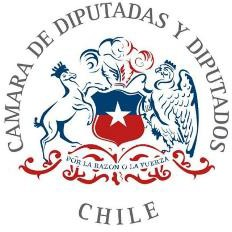 CAMARA DE DIPUTADAS Y DIPUTADOS
POR LA RAZON O LA FUERZA
CHILE